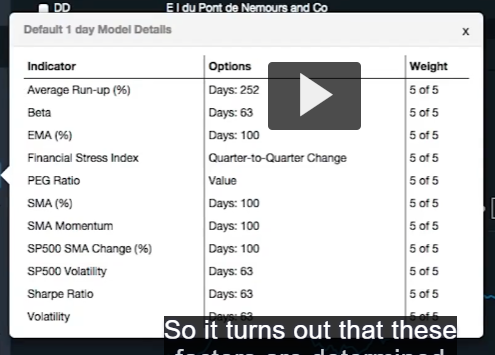 DD E I du Pont de Nemours and Co
Default 1 day Model Details x
Indicator Options Weight
Average Run-up (%) Days: 252 5 of 5
Beta Days: 63 5 of 5
EMA (%) Days: 100 5 of 5
Financial Stress Index Quarter-to-Quarter Change 5 of 5
PEG Ratio Value 5 of 5
SMA (%) Days: 100 5 of 5
SMA Momentum Days: 100 5 of 5
SP500 SMA Change (%) Days: 100 5 of 5
SP500 Volatility Days: 63 5 of 5
Sharpe Ratio Days: 63 5 of 5
Volatility Days: 63 5 of 5
So it turns out that these
factors are determined